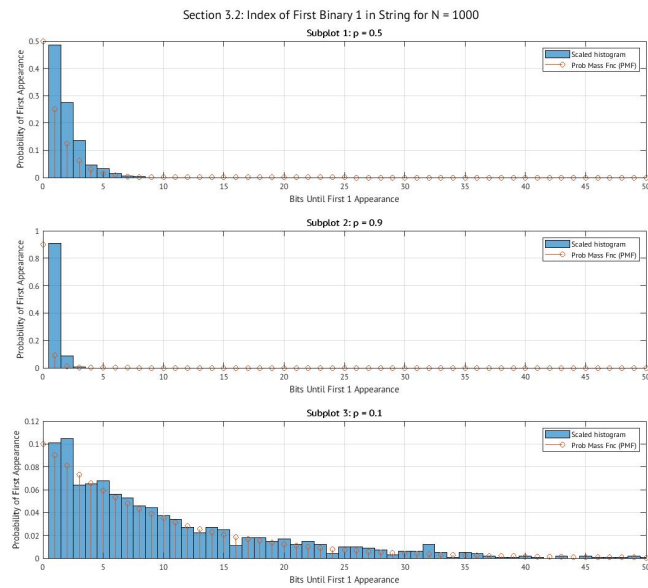 Section 3.2: Index of First Binary 1 in String for N = 1000
Subplot 1: p = 0.5
Probability of First Appearance
0.5
0.4
0.3
0.2
0.1
0
Scaled histogram
Prob Mass Fnc (PMF)
0 5 10 15 20 25 30 35 40 45 50
Bits Until First 1 Appearance
Subplot 2: p = 0.9
Probability of First Appearance
1
0.8
0.6
0.4
0.2
0
Scaled histogram
Prob Mass Fnc (PMF)
0 5 10 15 20 25 30 35 40 45 50
Bits Until First 1 Appearance
Subplot 3: p = 0.1
Probability of First Appearance
0.12
0.10
0.08
0.06
0.04
0.02
0
Scaled histogram
Prob Mass Fnc (PMF)
0 5 10 15 20 25 30 35 40 45 50
Bits Until First 1 Appearance